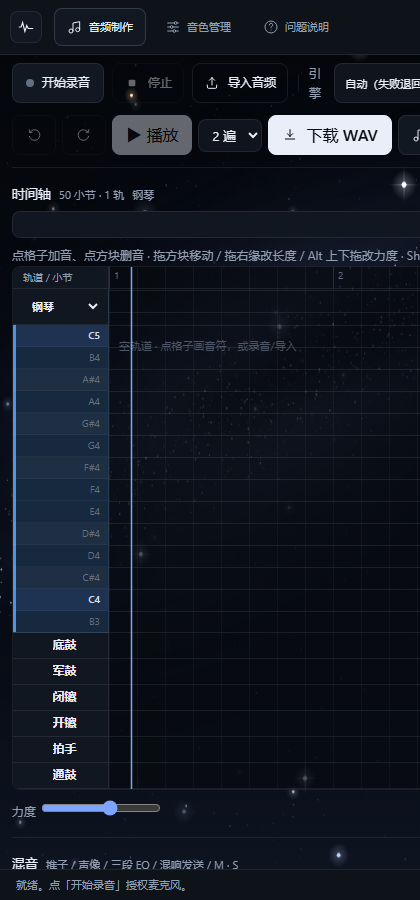 音频制作 音色管理 问题说明
开始录音 停止 导入音频 引擎 自动（失败退回
播放 2 遍 下载 WAV
时间轴 50 小节 · 1 轨 钢琴
点格子加音、点方块删音 · 拖方块移动 / 拖右缘改长度 / Alt 上下拖改力度 · Sh
轨道 / 小节 1 2
钢琴
C5
空轨道 · 点格子画音符，或录音/导入
B4
A#4
A4
G#4
G4
F#4
F4
E4
D#4
D4
C#4
C4
B3
底鼓
军鼓
闭镲
开镲
拍手
通鼓
力度
混音 推子 / 声像 / 三段 EQ / 混响发送 / M · S
就绪。点「开始录音」授权麦克风。